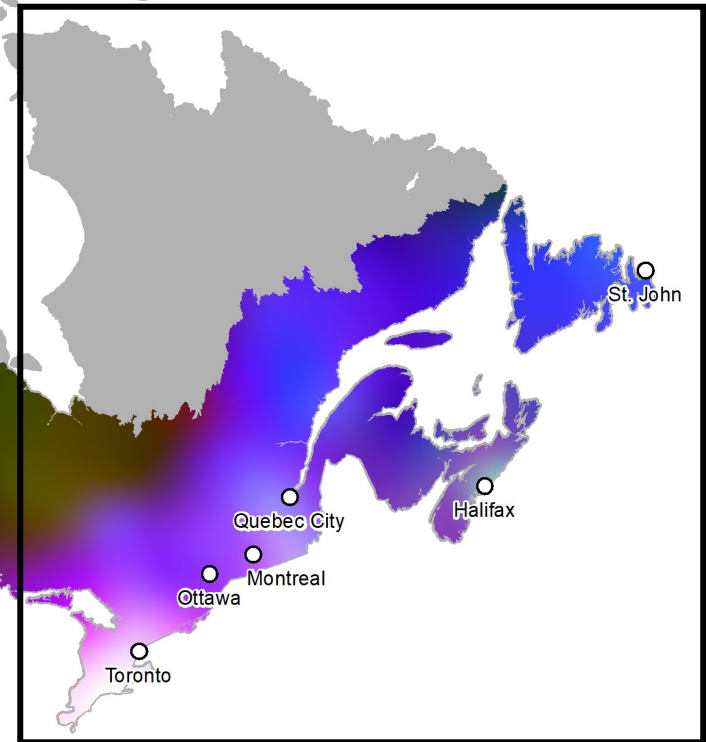 St. John
Halifax
Quebec City
Montreal
Ottawa
Toronto